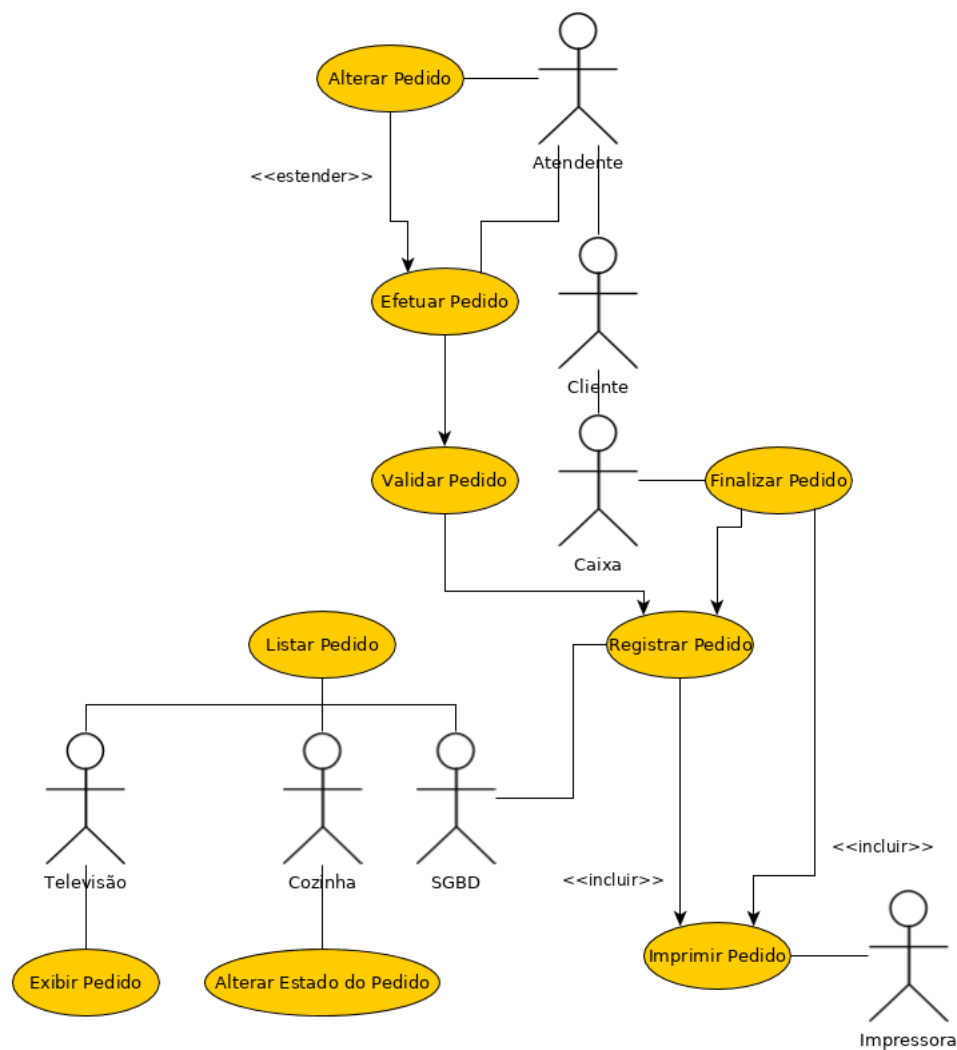 Alterar Pedido
Atendente
<<estender>>
Efetuar Pedido
Cliente
Validar Pedido
Finalizar Pedido
Caixa
Listar Pedido
Registrar Pedido
Televisão
Cozinha
SGBD
<<incluir>>
<<incluir>>
Exibir Pedido
Alterar Estado do Pedido
Imprimir Pedido
Impressora